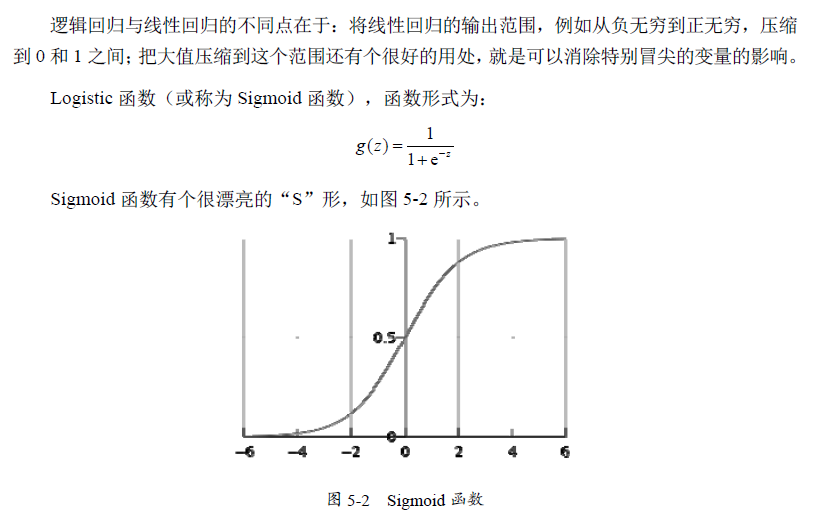 逻辑回归与线性回归的不同点在于：将线性回归的输出范围，例如从负无穷到正无穷，压缩
到 0 和 1 之间；把大值压缩到这个范围还有个很好的用处，就是可以消除特别冒尖的变量的影响。
Logistic 函数（或称为 Sigmoid 函数），函数形式为：
g(z)=1/(1+e^{-z})
Sigmoid 函数有个很漂亮的“S”形，如图 5-2 所示。
1
0.5
0
-6 -4 -2 0 2 4 6
图 5-2 Sigmoid 函数